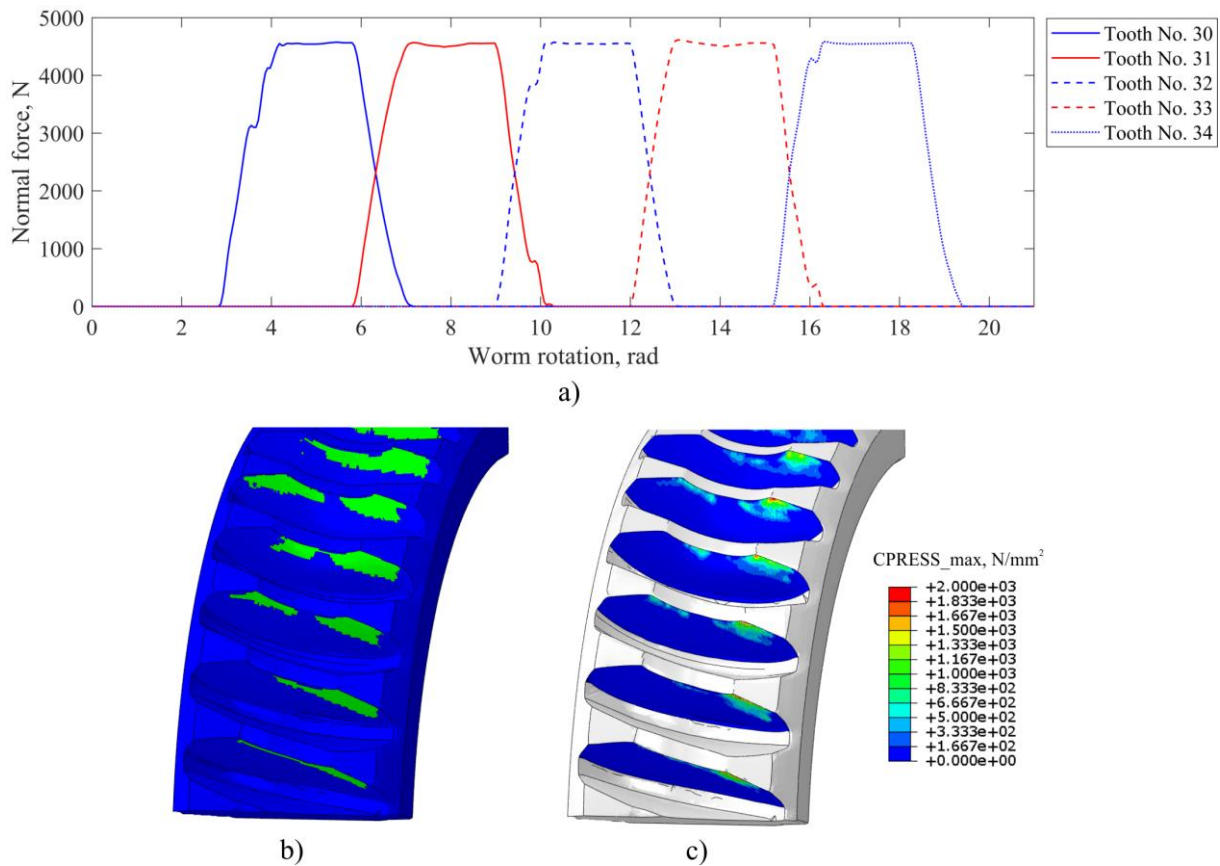 5000
4000
3000
2000
1000
0
Normal force, N
0 2 4 6 8 10 12 14 16 18 20
Worm rotation, rad
Tooth No. 30
Tooth No. 31
Tooth No. 32
Tooth No. 33
Tooth No. 34
a)
CPRESS_max, N/mm²
+2.000e+03
+1.833e+03
+1.667e+03
+1.500e+03
+1.333e+03
+1.167e+03
+1.000e+03
+8.333e+02
+6.667e+02
+5.000e+02
+3.333e+02
+1.667e+02
+0.000e+00
b)
c)